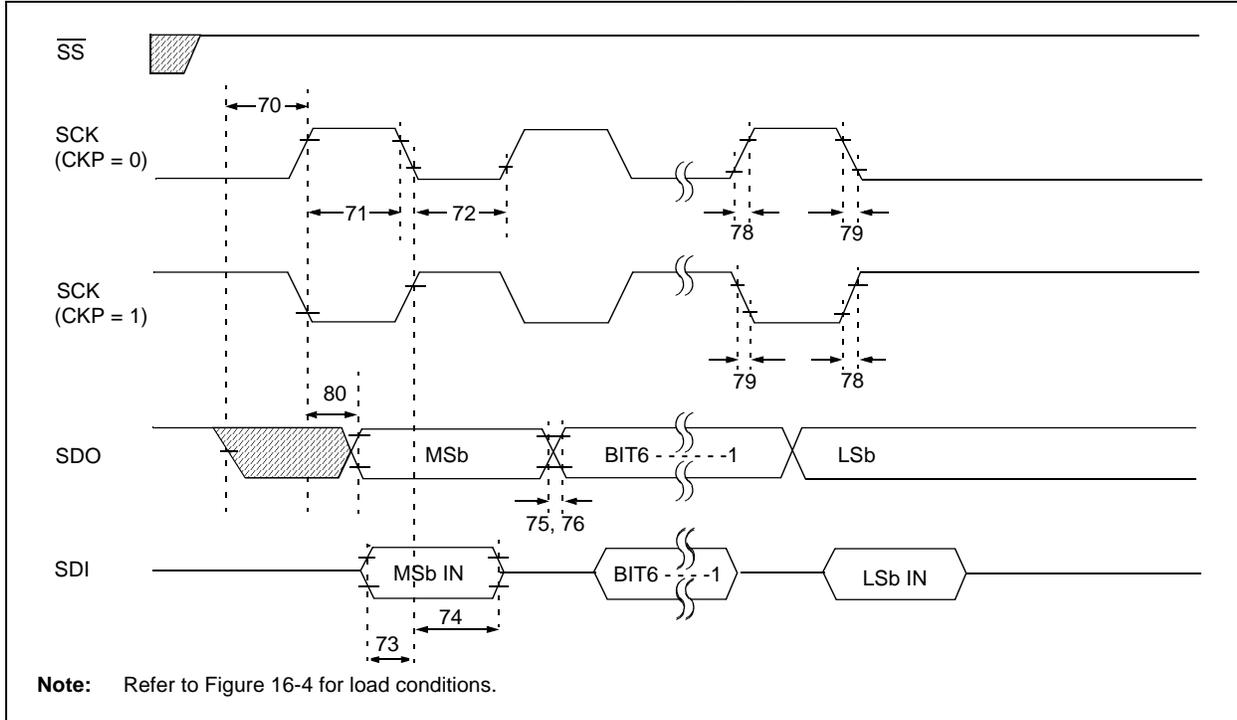 SS
70
SCK
(CKP = 0)
71
72
78
79
SCK
(CKP = 1)
79
78
80
SDO
MSb
BIT6 - - - - - -1
LSb
75, 76
SDI
MSb IN
BIT6 - - - - -1
LSb IN
74
73
Note: Refer to Figure 16-4 for load conditions.